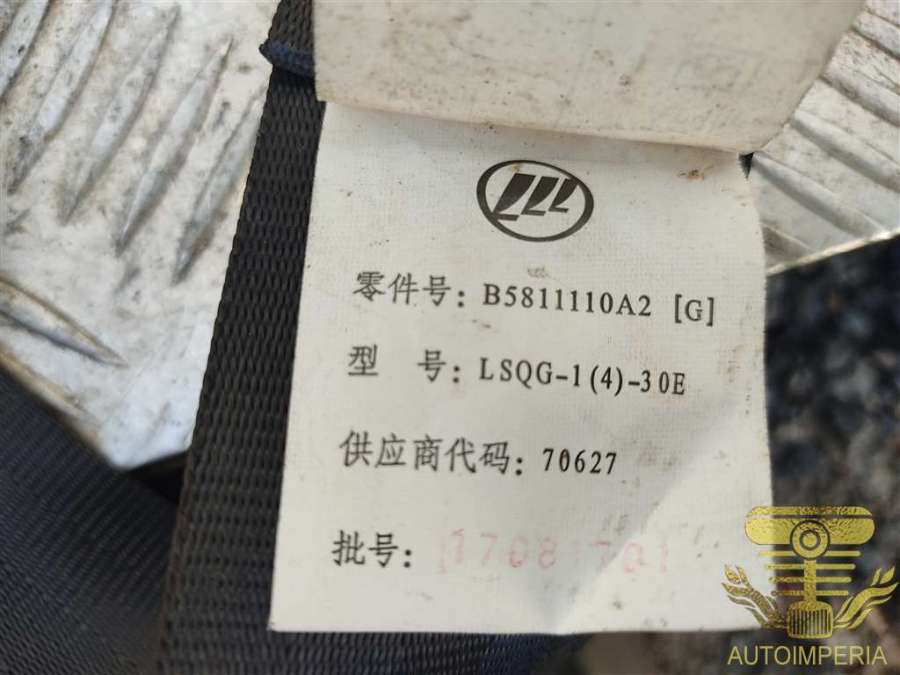 零件号: B5811110A2 [G]
型 号: LSQG-1(4)-30E
供应商代码: 70627
批号: 17081701
AUTOIMPERIA